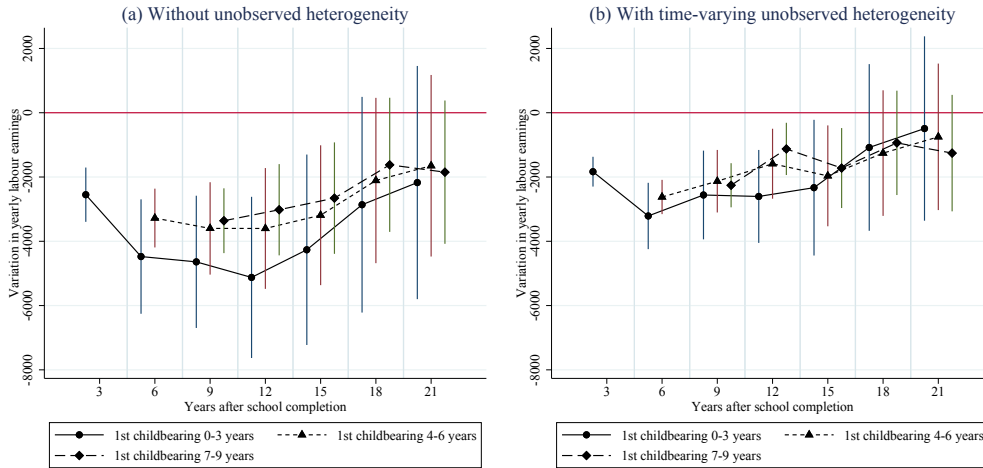 (a) Without unobserved heterogeneity
Variation in yearly labour earnings
2000
0
-2000
-4000
-6000
-8000
3 6 9 12 15 18 21
Years after school completion
1st childbearing 0-3 years 1st childbearing 4-6 years
1st childbearing 7-9 years
(b) With time-varying unobserved heterogeneity
Variation in yearly labour earnings
2000
0
-2000
-4000
-6000
-8000
3 6 9 12 15 18 21
Years after school completion
1st childbearing 0-3 years 1st childbearing 4-6 years
1st childbearing 7-9 years